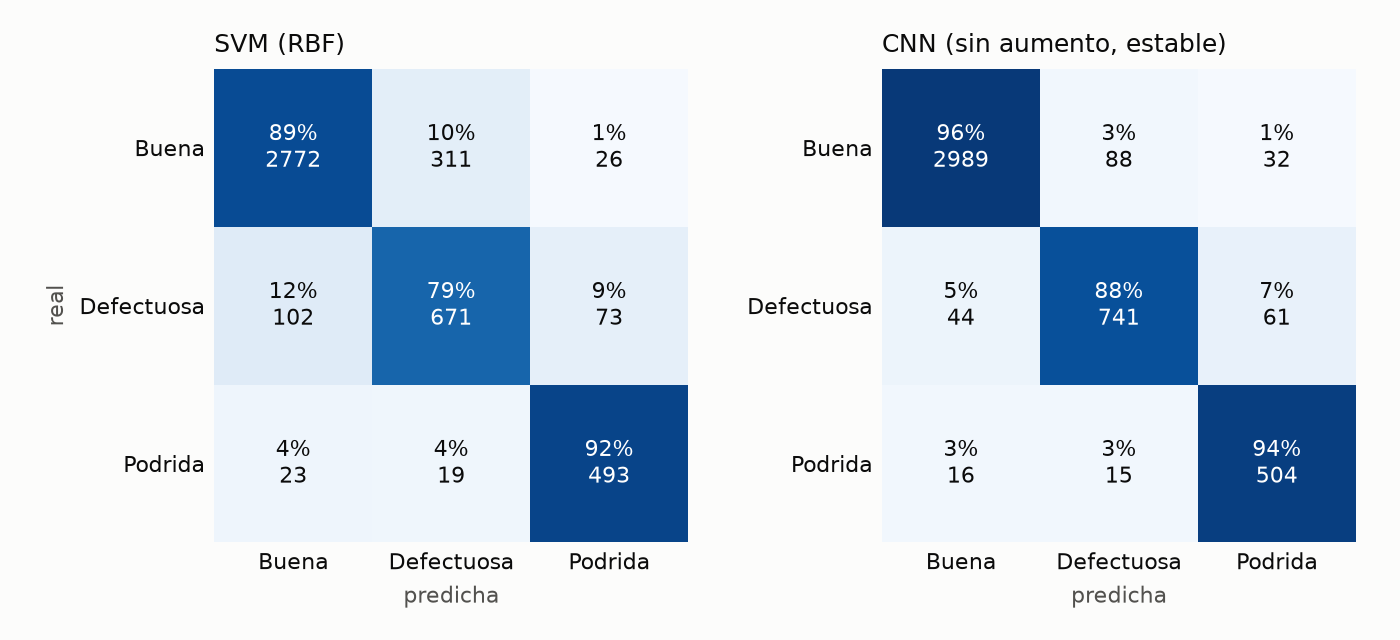 SVM (RBF)
real
Buena
89%
2772
10%
311
1%
26
Defectuosa
12%
102
79%
671
9%
73
Podrida
4%
23
4%
19
92%
493
Buena
Defectuosa
Podrida
predicha
CNN (sin aumento, estable)
Buena
96%
2989
3%
88
1%
32
Defectuosa
5%
44
88%
741
7%
61
Podrida
3%
16
3%
15
94%
504
Buena
Defectuosa
Podrida
predicha